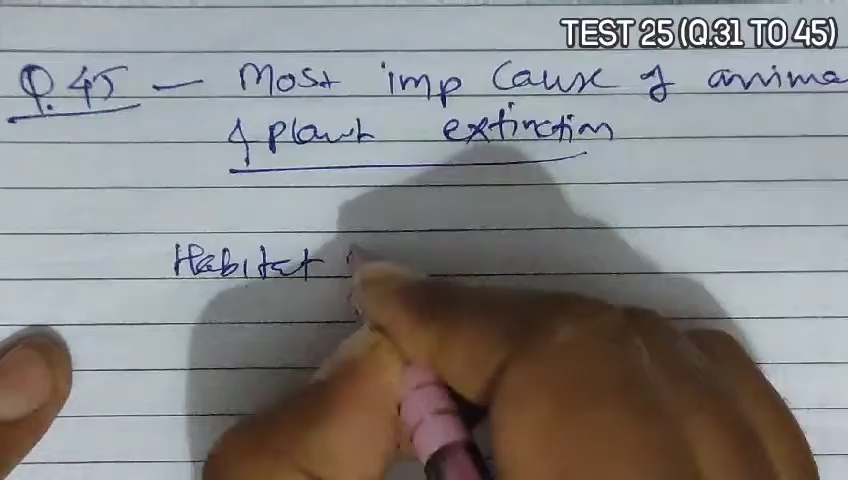 TEST 25 (Q.31 TO 45)
Q.45 — Most imp cause of anima
& plant extinction
Habitat